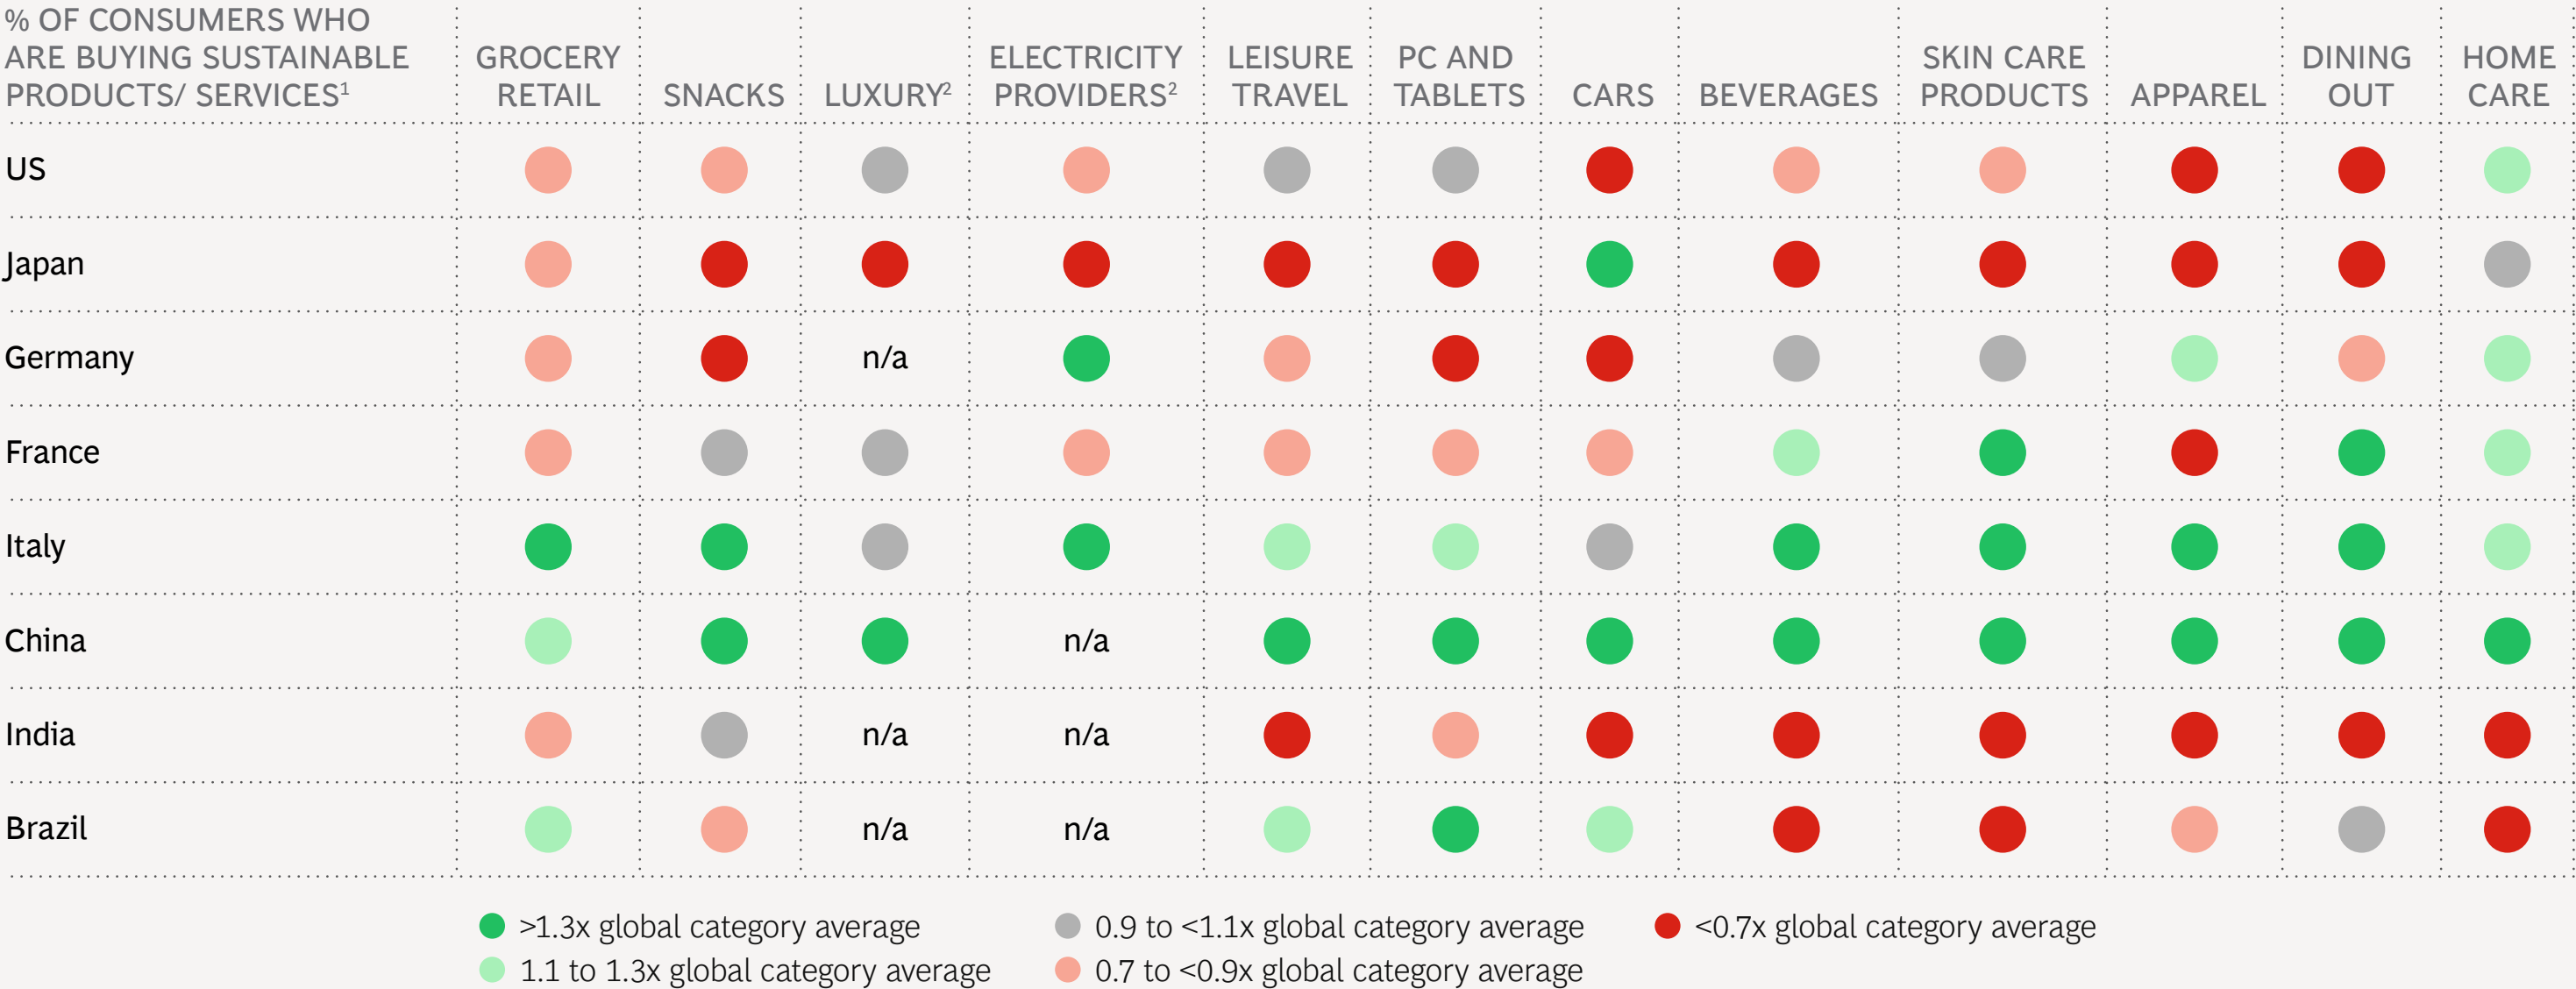 % OF CONSUMERS WHO
ARE BUYING SUSTAINABLE
PRODUCTS/ SERVICES¹
GROCERY
RETAIL
SNACKS
LUXURY²
ELECTRICITY
PROVIDERS²
LEISURE
TRAVEL
PC AND
TABLETS
CARS
BEVERAGES
SKIN CARE
PRODUCTS
APPAREL
DINING
OUT
HOME
CARE
US
Japan
Germany
n/a
France
Italy
China
n/a
India
n/a
n/a
Brazil
n/a
n/a
>1.3x global category average
0.9 to <1.1x global category average
<0.7x global category average
1.1 to 1.3x global category average
0.7 to <0.9x global category average